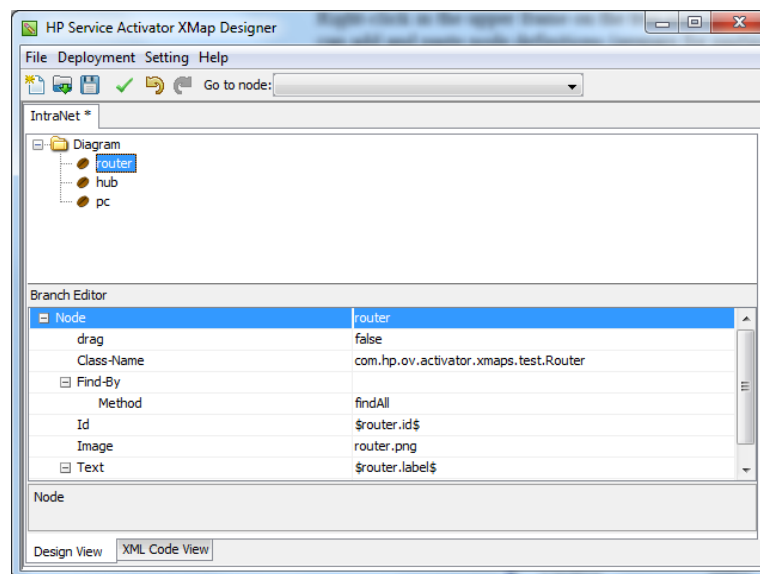 HP Service Activator XMap Designer
File Deployment Setting Help
Go to node:
IntraNet *
Diagram
router
hub
pc
Branch Editor
Node router
drag false
Class-Name com.hp.ov.activator.xmaps.test.Router
Find-By
Method findAll
Id $router.id$
Image router.png
Text $router.label$
Node
Design View XML Code View